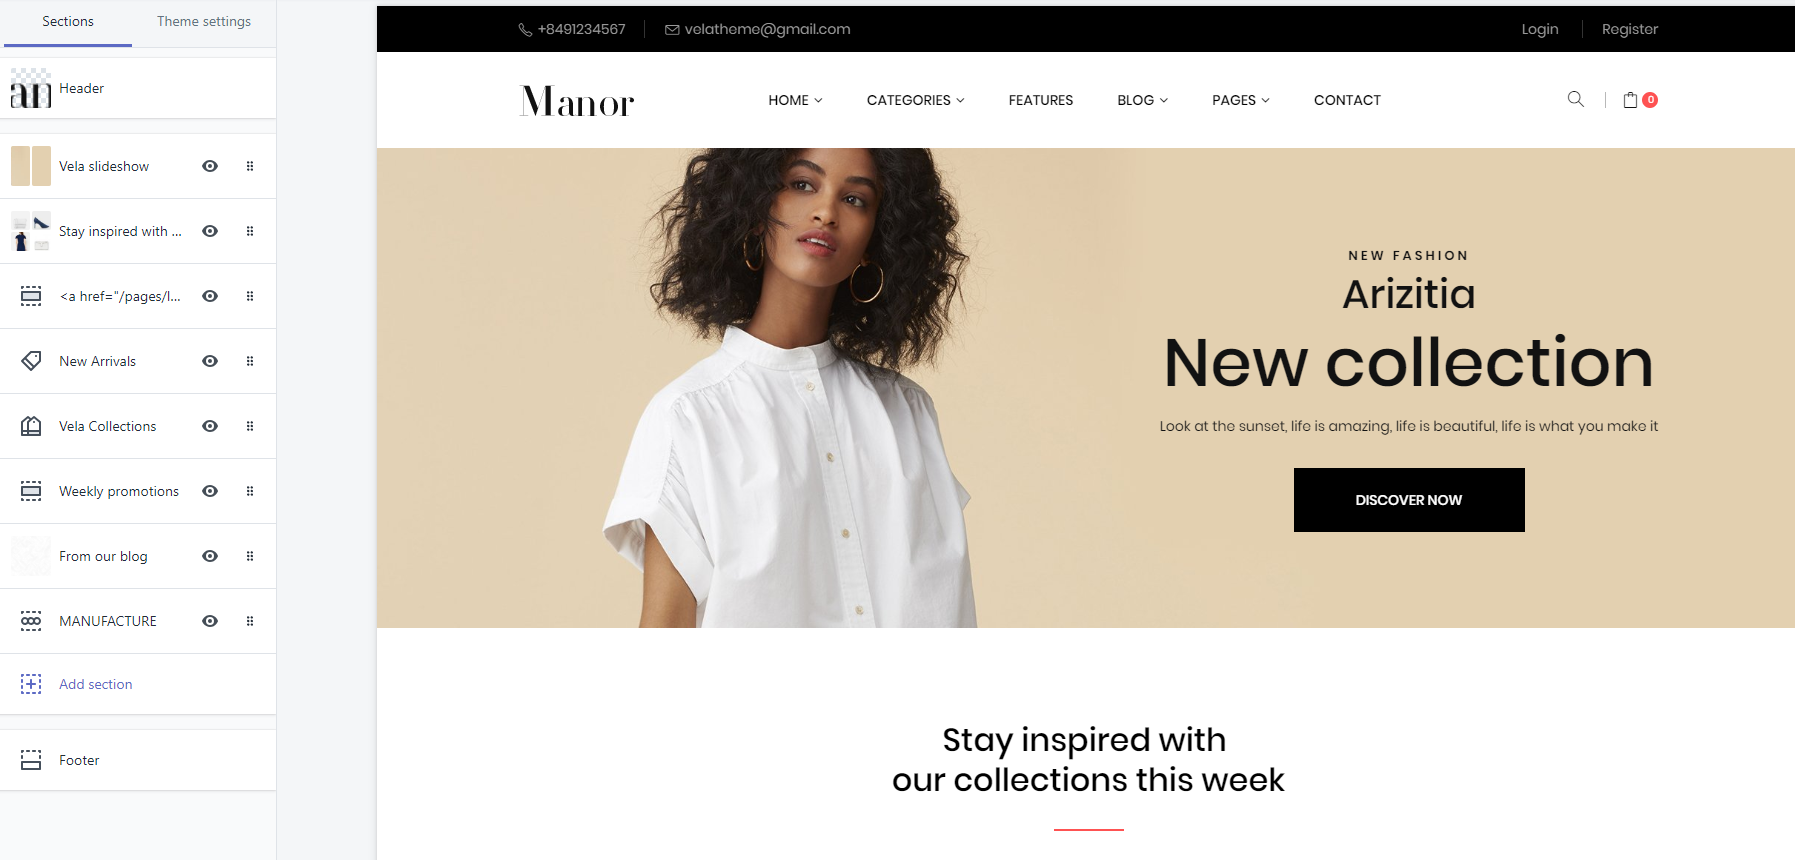 Sections
Theme settings
Header
Vela slideshow
Stay inspired with ...
<a href="/pages/l...
New Arrivals
Vela Collections
Weekly promotions
From our blog
MANUFACTURE
Add section
Footer
+8491234567
velatheme@gmail.com
Login
Register
Manor
HOME
CATEGORIES
FEATURES
BLOG
PAGES
CONTACT
0
NEW FASHION
Arizitia
New collection
Look at the sunset, life is amazing, life is beautiful, life is what you make it
DISCOVER NOW
Stay inspired with
our collections this week